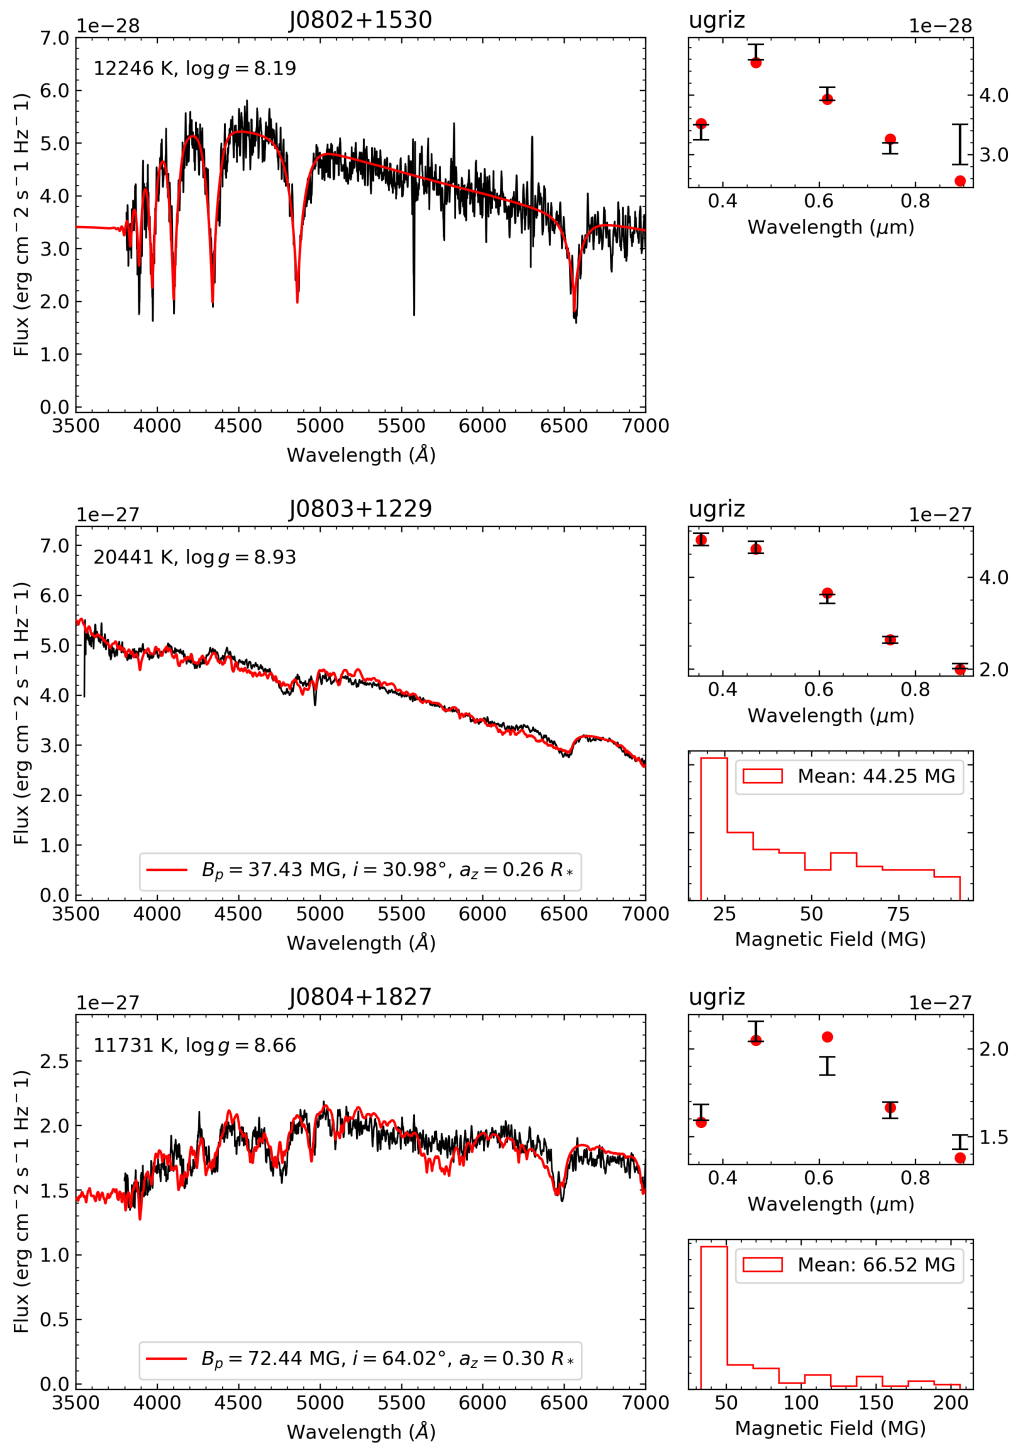 J0802+1530
1e−28
12246 K, log g = 8.19
7.0
6.0
5.0
4.0
3.0
2.0
1.0
0.0
3500 4000 4500 5000 5500 6000 6500 7000
Wavelength (Å)
Flux (erg cm−2 s−1 Hz−1)
ugriz
1e−28
4.0
3.0
0.4 0.6 0.8
Wavelength (μm)
J0803+1229
1e−27
20441 K, log g = 8.93
7.0
6.0
5.0
4.0
3.0
2.0
1.0
0.0
B_p = 37.43 MG, i = 30.98°, a_z = 0.26 R_*
3500 4000 4500 5000 5500 6000 6500 7000
Wavelength (Å)
Flux (erg cm−2 s−1 Hz−1)
ugriz
1e−27
4.0
2.0
0.4 0.6 0.8
Wavelength (μm)
Mean: 44.25 MG
25 50 75
Magnetic Field (MG)
J0804+1827
1e−27
11731 K, log g = 8.66
2.5
2.0
1.5
1.0
0.5
0.0
B_p = 72.44 MG, i = 64.02°, a_z = 0.30 R_*
3500 4000 4500 5000 5500 6000 6500 7000
Wavelength (Å)
Flux (erg cm−2 s−1 Hz−1)
ugriz
1e−27
2.0
1.5
0.4 0.6 0.8
Wavelength (μm)
Mean: 66.52 MG
50 100 150 200
Magnetic Field (MG)